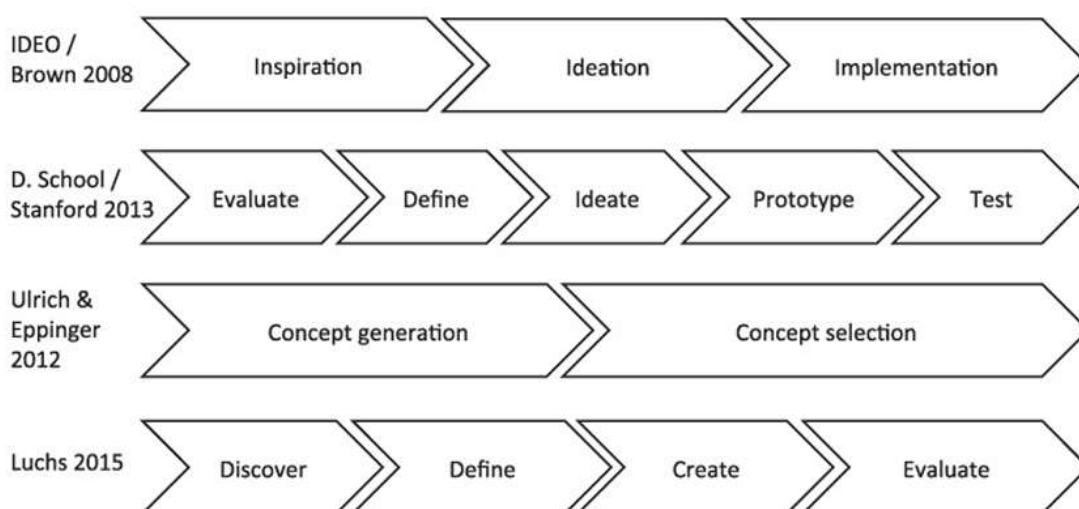 IDEO /
Brown 2008
Inspiration
Ideation
Implementation
D. School /
Stanford 2013
Evaluate
Define
Ideate
Prototype
Test
Ulrich &
Eppinger
2012
Concept generation
Concept selection
Luchs 2015
Discover
Define
Create
Evaluate